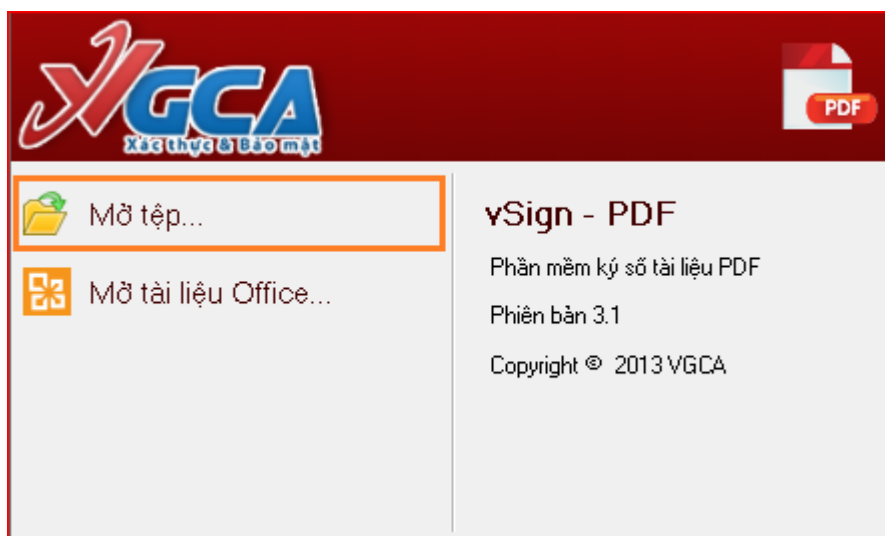 VGCA
Xác thực & Bảo mật
PDF
Mở tệp...
Mở tài liệu Office...
vSign - PDF
Phần mềm ký số tài liệu PDF
Phiên bản 3.1
Copyright © 2013 VGCA